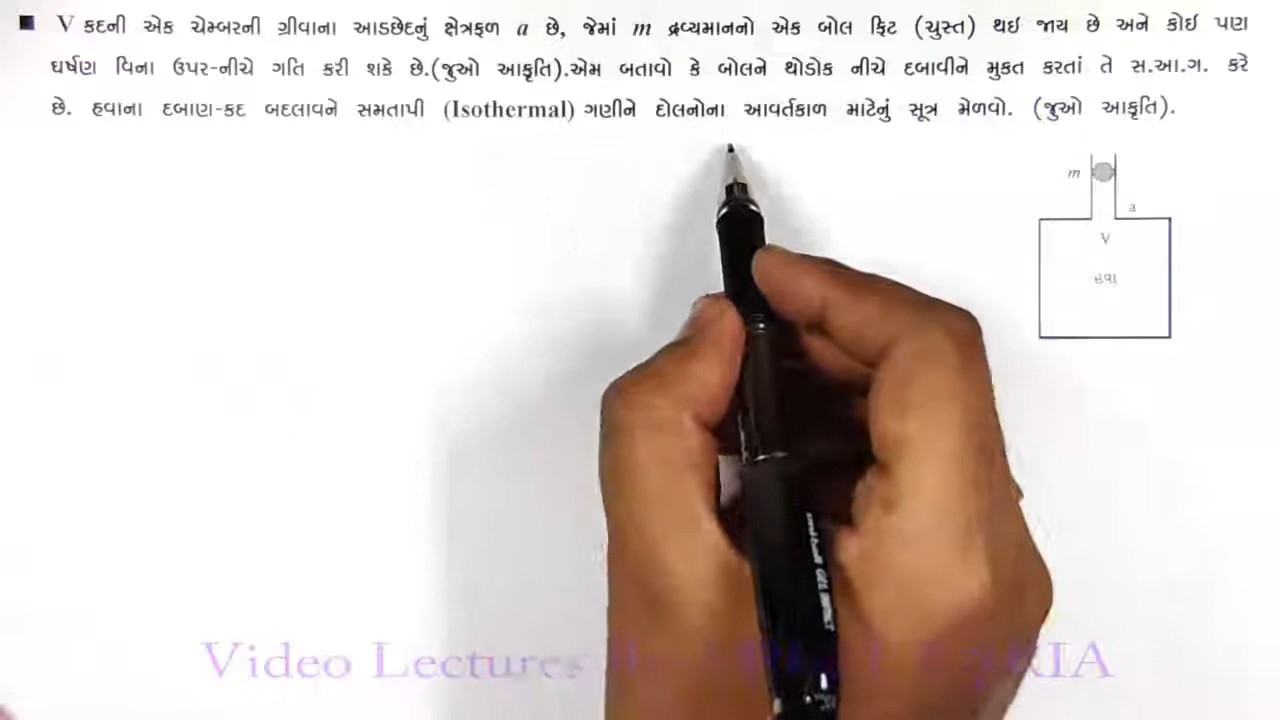 ■ V કદની એક ચેમ્બરની ગ્રીવાના આડછેદનું ક્ષેત્રફળ a છે, જેમાં m દ્રવ્યમાનનો એક બોલ ફિટ (ચુસ્ત) થઈ જાય છે અને કોઈ પણ
ઘર્ષણ વિના ઉપર-નીચે ગતિ કરી શકે છે.(જુઓ આકૃતિ).એમ બતાવો કે બોલને થોડોક નીચે દબાવીને મુકત કરતાં તે સ.આ.ગ. કરે
છે. હવાના દબાણ-કદ બદલાવને સમતાપી (Isothermal) ગણીને દોલનોના આવર્તકાળ માટેનું સૂત્ર મેળવો. (જુઓ આકૃતિ).
m
a
V
હવા
Video Lectures